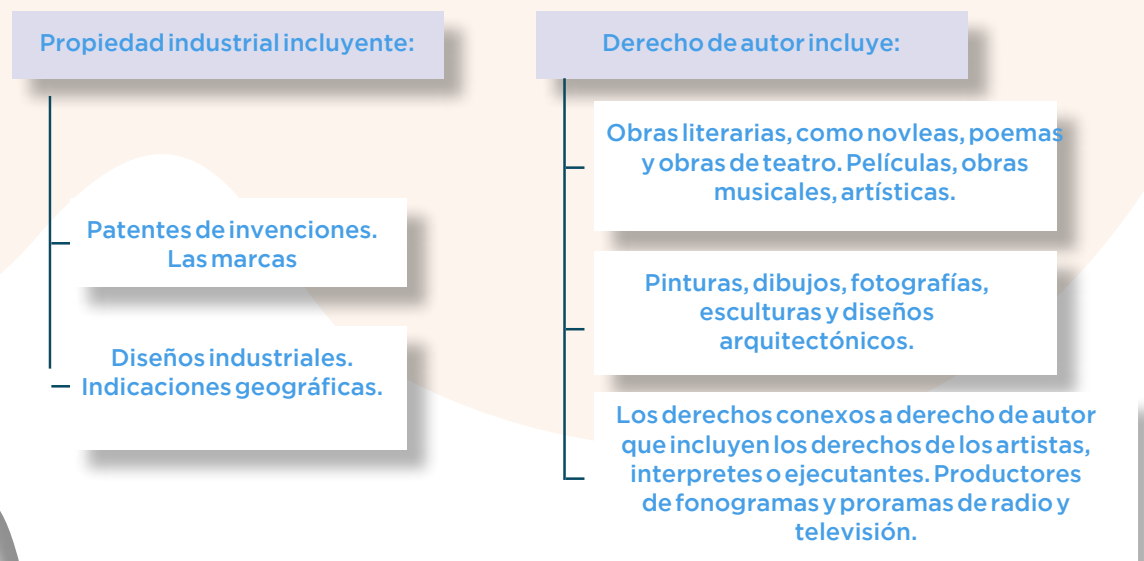 Propiedad industrial incluyente:
Patentes de invenciones.
Las marcas
Diseños industriales.
Indicaciones geográficas.
Derecho de autor incluye:
Obras literarias, como novleas, poemas
y obras de teatro. Películas, obras
musicales, artísticas.
Pinturas, dibujos, fotografías,
esculturas y diseños
arquitectónicos.
Los derechos conexos a derecho de autor
que incluyen los derechos de los artistas,
interpretes o ejecutantes. Productores
de fonogramas y proramas de radio y
televisión.